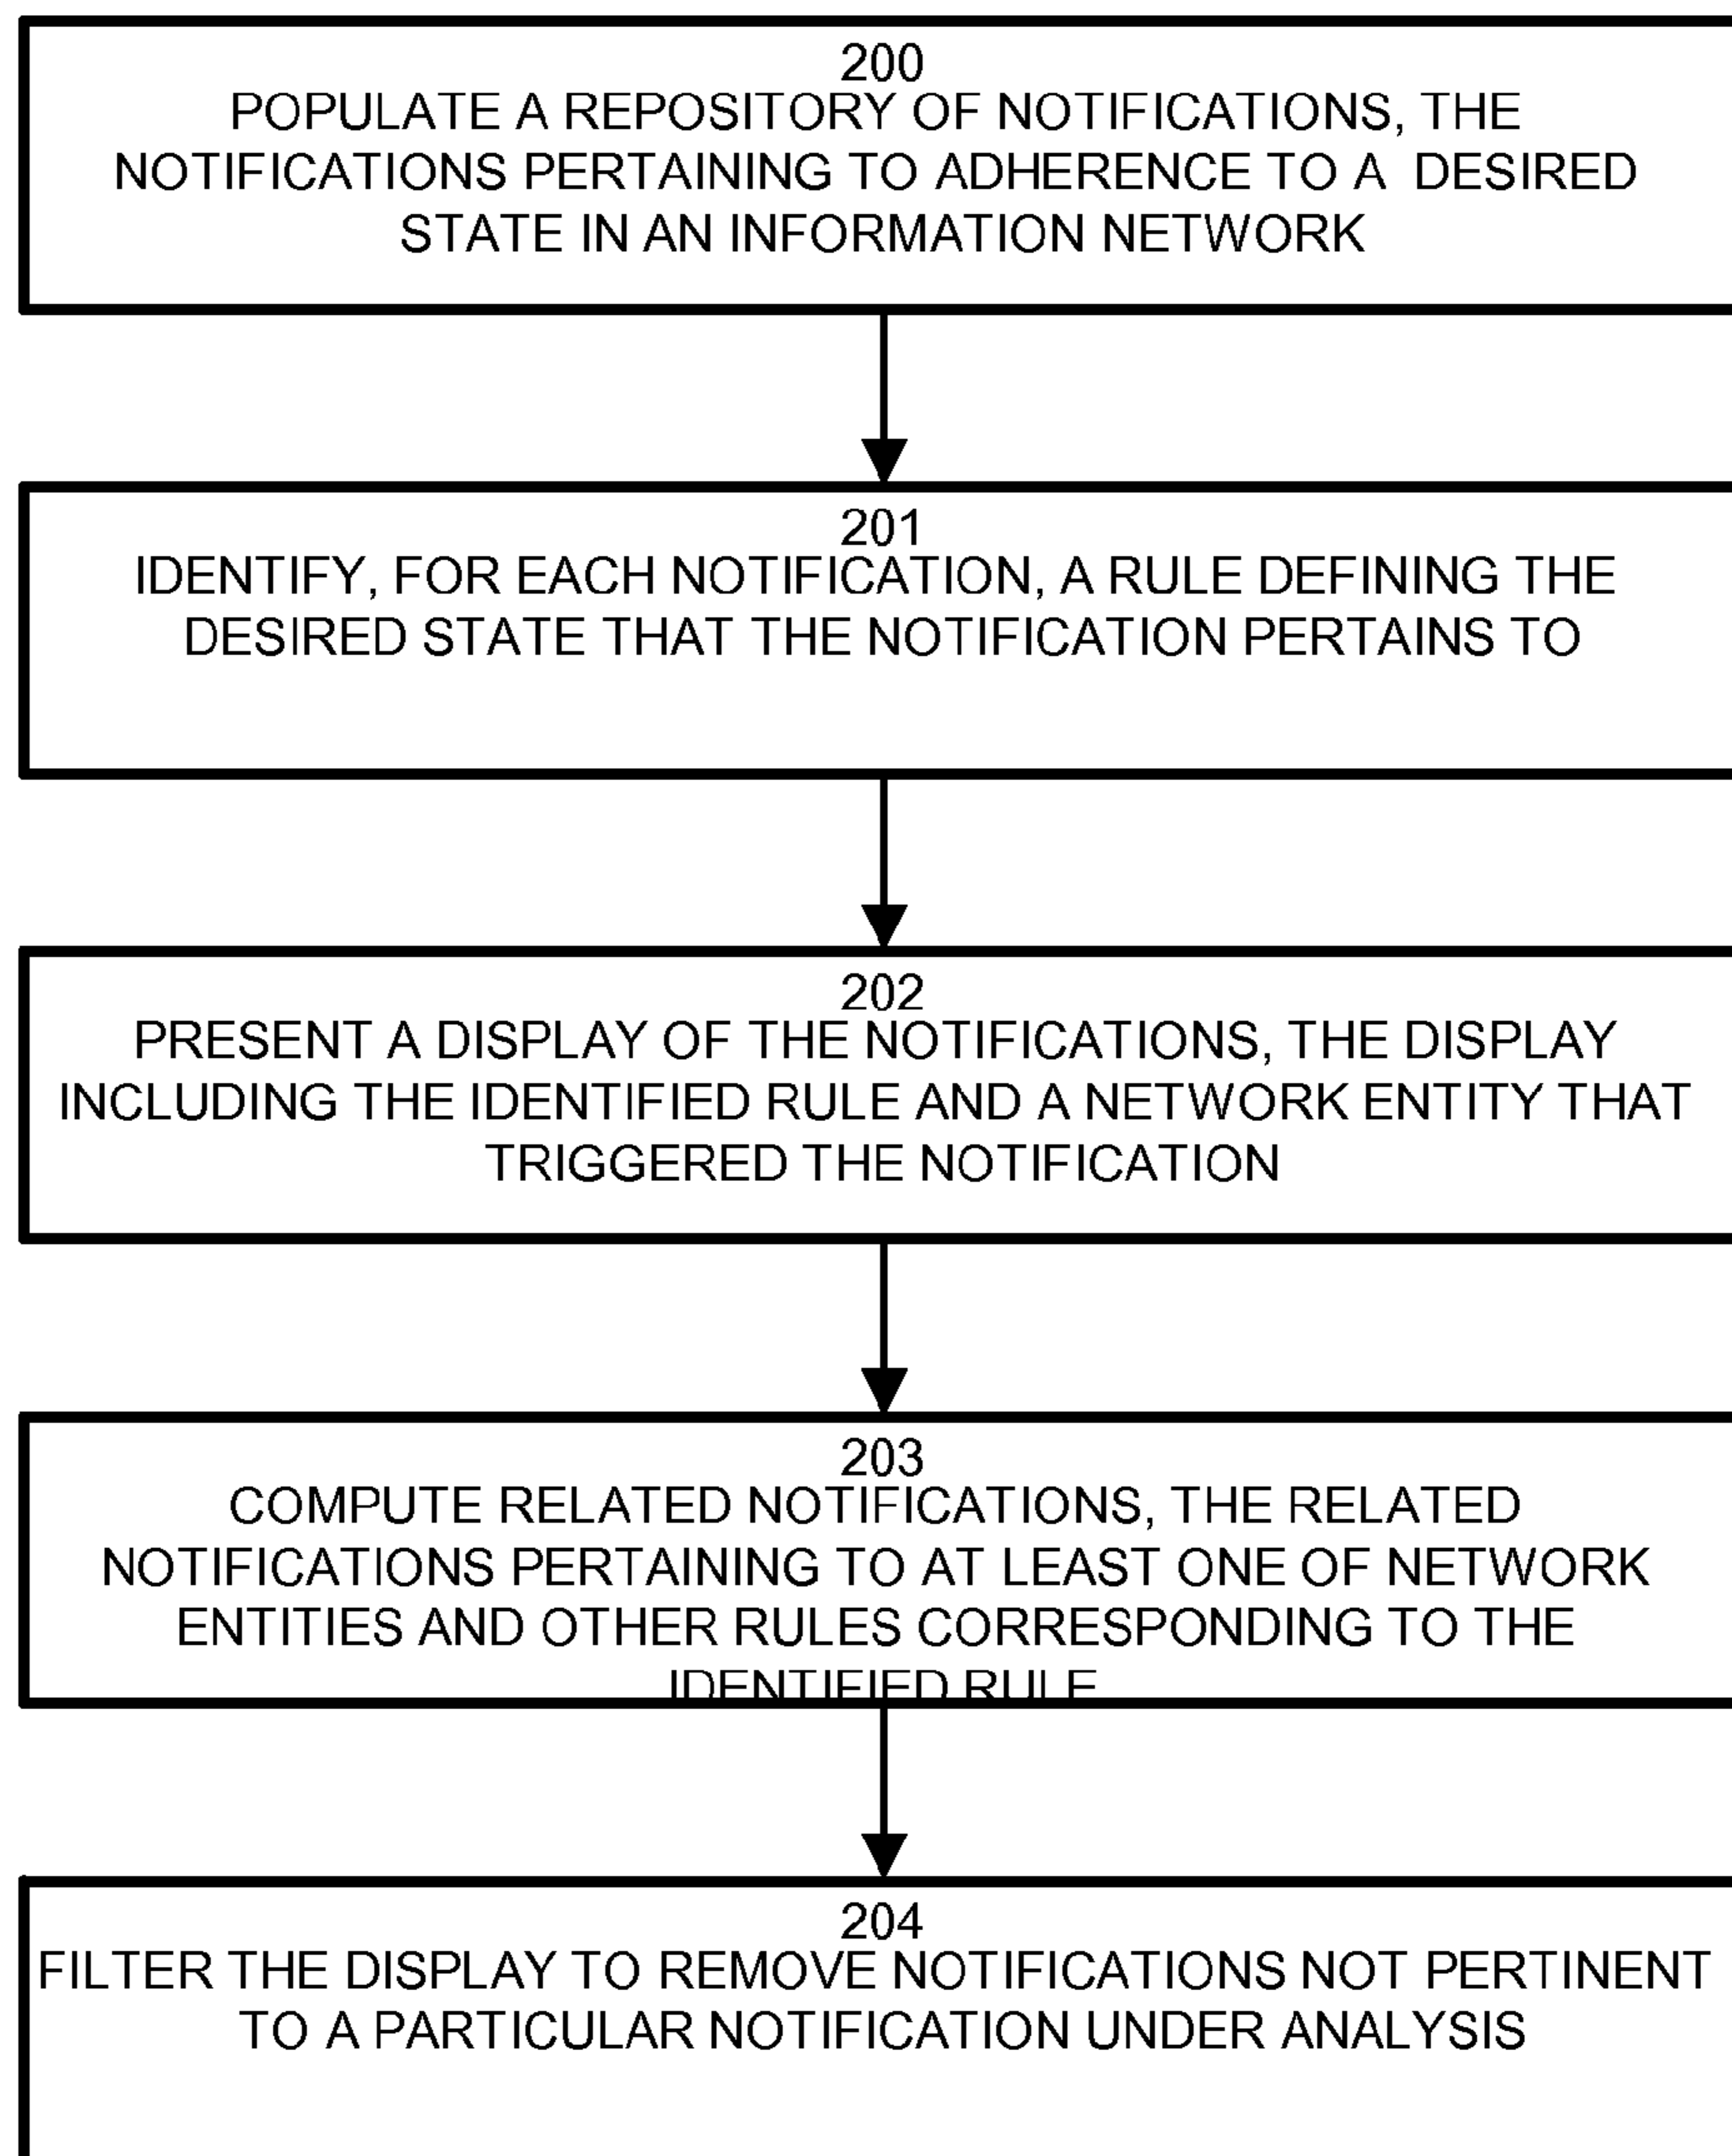 200
POPULATE A REPOSITORY OF NOTIFICATIONS, THE
NOTIFICATIONS PERTAINING TO ADHERENCE TO A DESIRED
STATE IN AN INFORMATION NETWORK
201
IDENTIFY, FOR EACH NOTIFICATION, A RULE DEFINING THE
DESIRED STATE THAT THE NOTIFICATION PERTAINS TO
202
PRESENT A DISPLAY OF THE NOTIFICATIONS, THE DISPLAY
INCLUDING THE IDENTIFIED RULE AND A NETWORK ENTITY THAT
TRIGGERED THE NOTIFICATION
203
COMPUTE RELATED NOTIFICATIONS, THE RELATED
NOTIFICATIONS PERTAINING TO AT LEAST ONE OF NETWORK
ENTITIES AND OTHER RULES CORRESPONDING TO THE
IDENTIFIED RULE
204
FILTER THE DISPLAY TO REMOVE NOTIFICATIONS NOT PERTINENT
TO A PARTICULAR NOTIFICATION UNDER ANALYSIS